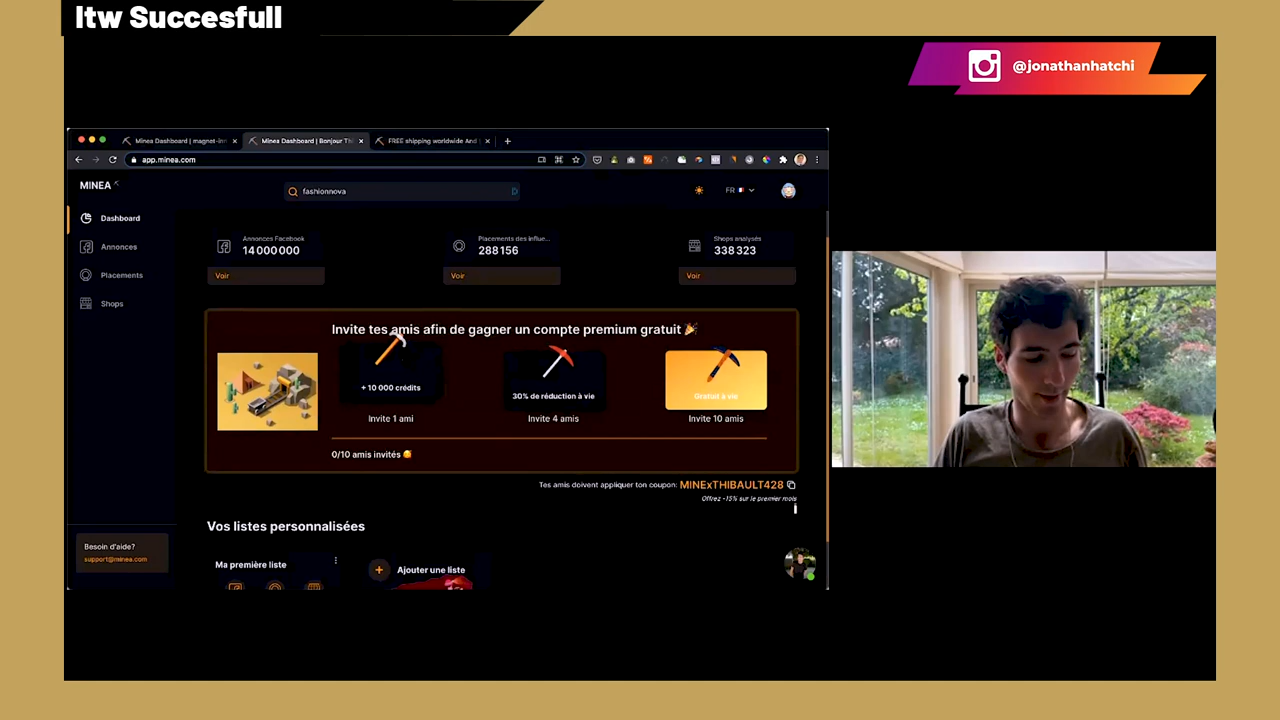 Itw Succesfull
@jonathanhatchi
Minea Dashboard | magnet-inn
Minea Dashboard | Bonjour Thi
FREE shipping worldwide And
app.minea.com
MINEA
fashionnova
FR
Dashboard
Annonces
Placements
Shops
Annonces Facebook
14 000 000
Voir
Placements des influe...
288 156
Voir
Shops analysés
338 323
Voir
Invite tes amis afin de gagner un compte premium gratuit
+ 10 000 crédits
Invite 1 ami
30% de réduction à vie
Invite 4 amis
Gratuit à vie
Invite 10 amis
0/10 amis invités
Tes amis doivent appliquer ton coupon: MINExTHIBAULT428
Offrez -15% sur le premier mois
Vos listes personnalisées
Ma première liste
Ajouter une liste
Besoin d'aide?
support@minea.com